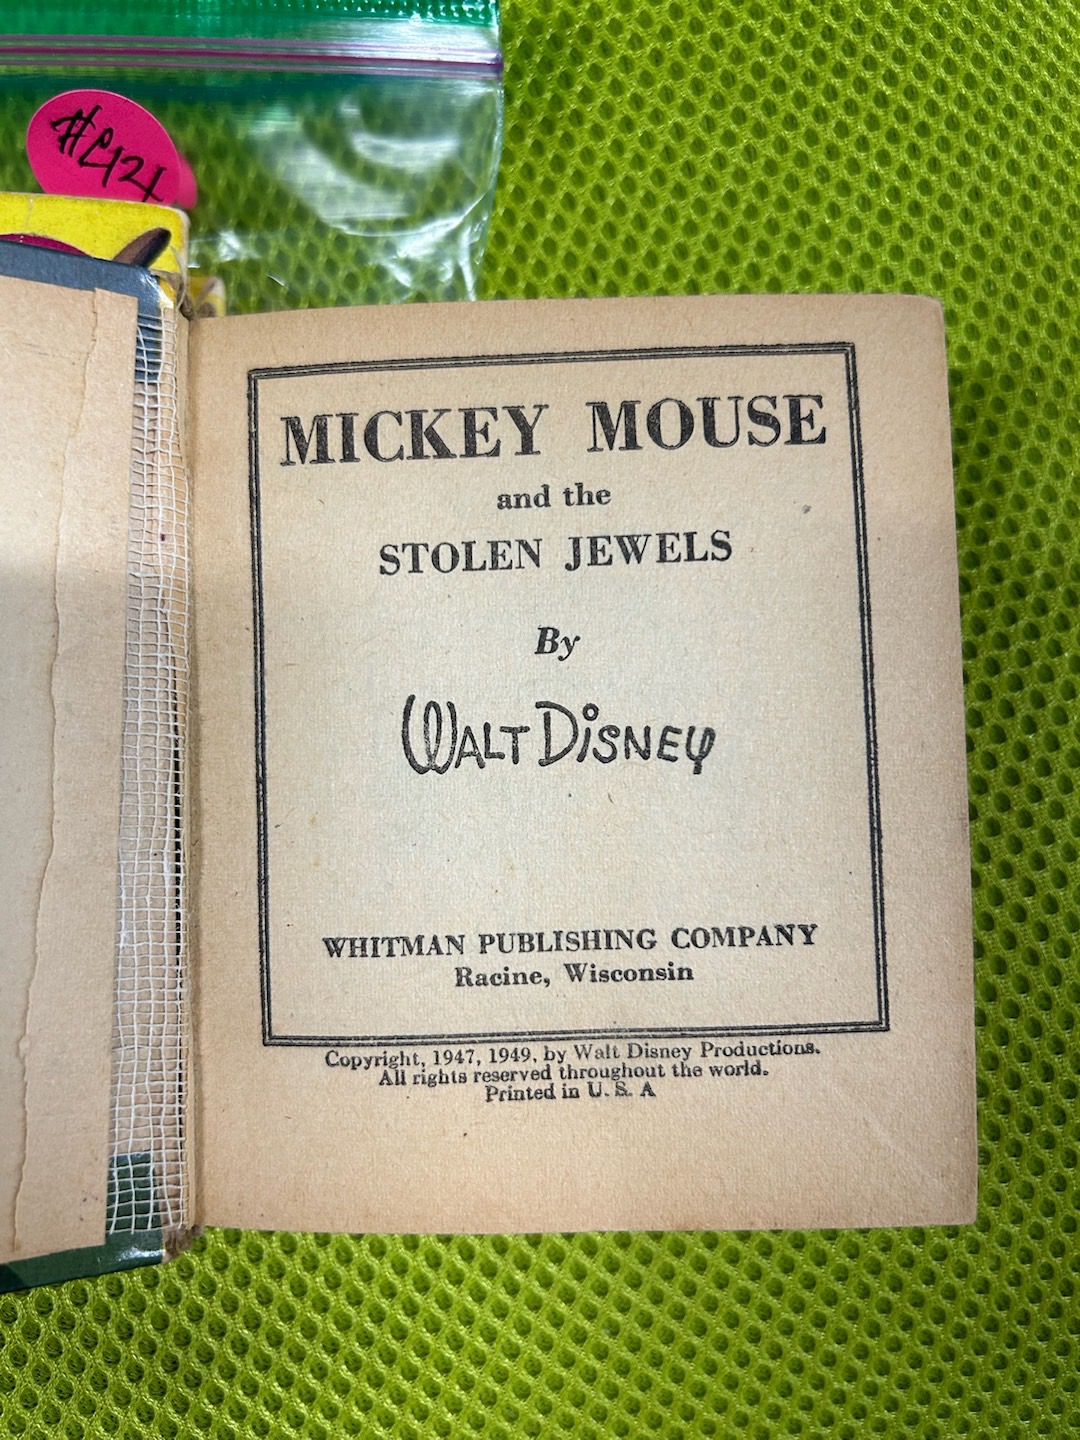 MICKEY MOUSE
and the
STOLEN JEWELS
By
WALT DISNEY
WHITMAN PUBLISHING COMPANY
Racine, Wisconsin
Copyright, 1947, 1949, by Walt Disney Productions.
All rights reserved throughout the world.
Printed in U. S. A